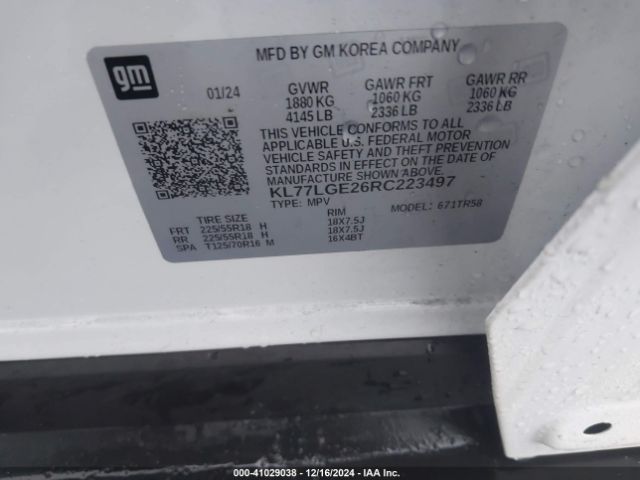 MFD BY GM KOREA COMPANY
gm
01/24
GVWR GAWR FRT GAWR RR
1880 KG 1060 KG 1060 KG
4145 LB 2336 LB 2336 LB
THIS VEHICLE CONFORMS TO ALL
APPLICABLE U.S. FEDERAL MOTOR
VEHICLE SAFETY AND THEFT PREVENTION
STANDARDS IN EFFECT ON THE DATE OF
MANUFACTURE SHOWN ABOVE.
KL77LGE26RC223497
TYPE: MPV MODEL: 671TR58
TIRE SIZE RIM
FRT 225/55R18 H 18X7.5J
RR 225/55R18 H 18X7.5J
SPA T125/70R16 M 16X4BT
000-41029038 - 12/16/2024 - IAA Inc.